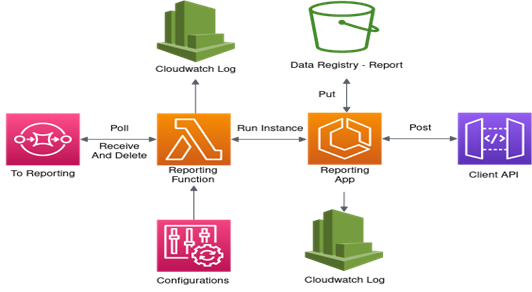 Cloudwatch Log
Data Registry - Report
Put
Poll
Receive
And Delete
Run Instance
Post
To Reporting
Reporting
Function
Reporting
App
Client API
Configurations
Cloudwatch Log